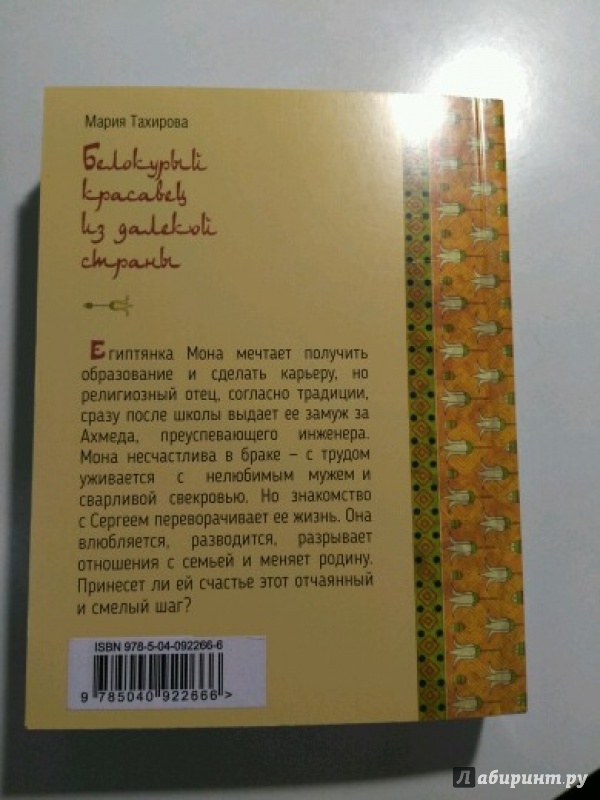 Мария Тахирова
Белокурый
красавец
из далекой
страны
Египтянка Мона мечтает получить
образование и сделать карьеру, но
религиозный отец, согласно традиции,
сразу после школы выдает ее замуж за
Ахмеда, преуспевающего инженера.
Мона несчастлива в браке – с трудом
уживается с нелюбимым мужем и
сварливой свекровью. Но знакомство
с Сергеем переворачивает ее жизнь. Она
влюбляется, разводится, разрывает
отношения с семьей и меняет родину.
Принесет ли ей счастье этот отчаянный
и смелый шаг?
ISBN 978-5-04-092266-6
9 785040 922666 >
Лабиринт.ру